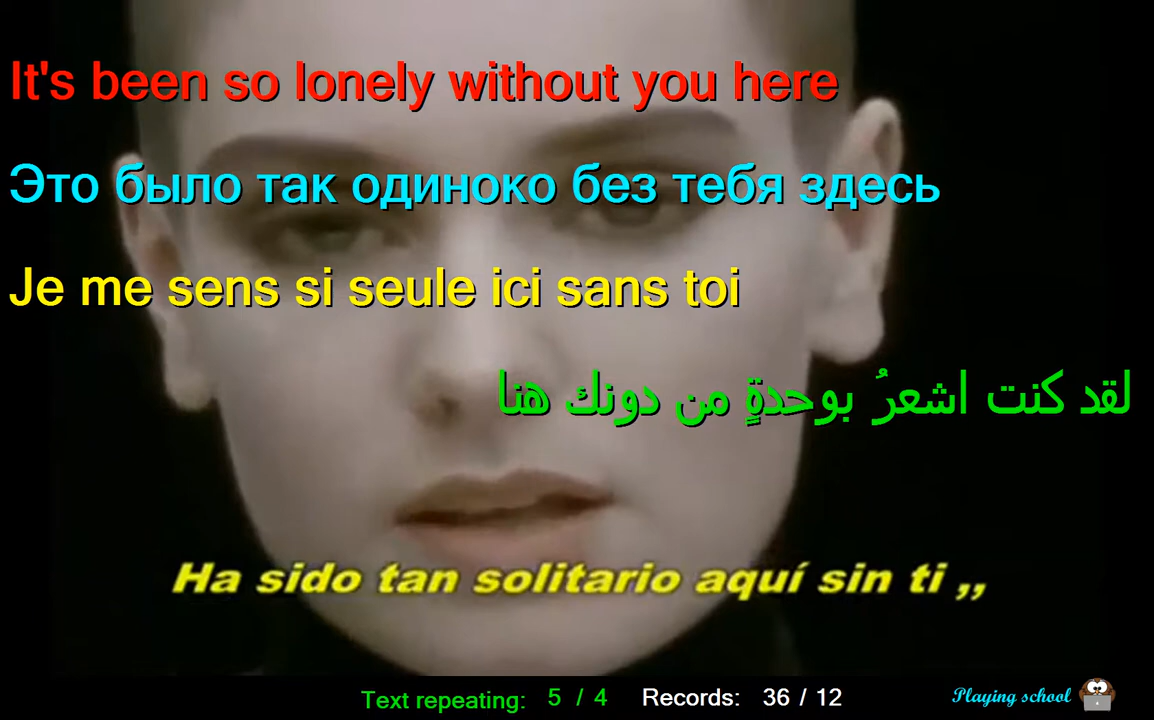 It's been so lonely without you here
Это было так одиноко без тебя здесь
Je me sens si seule ici sans toi
لقد كنت اشعرُ بوحدةٍ من دونك هنا
Ha sido tan solitario aquí sin ti ,,
Text repeating: 5 / 4 Records: 36 / 12 Playing school